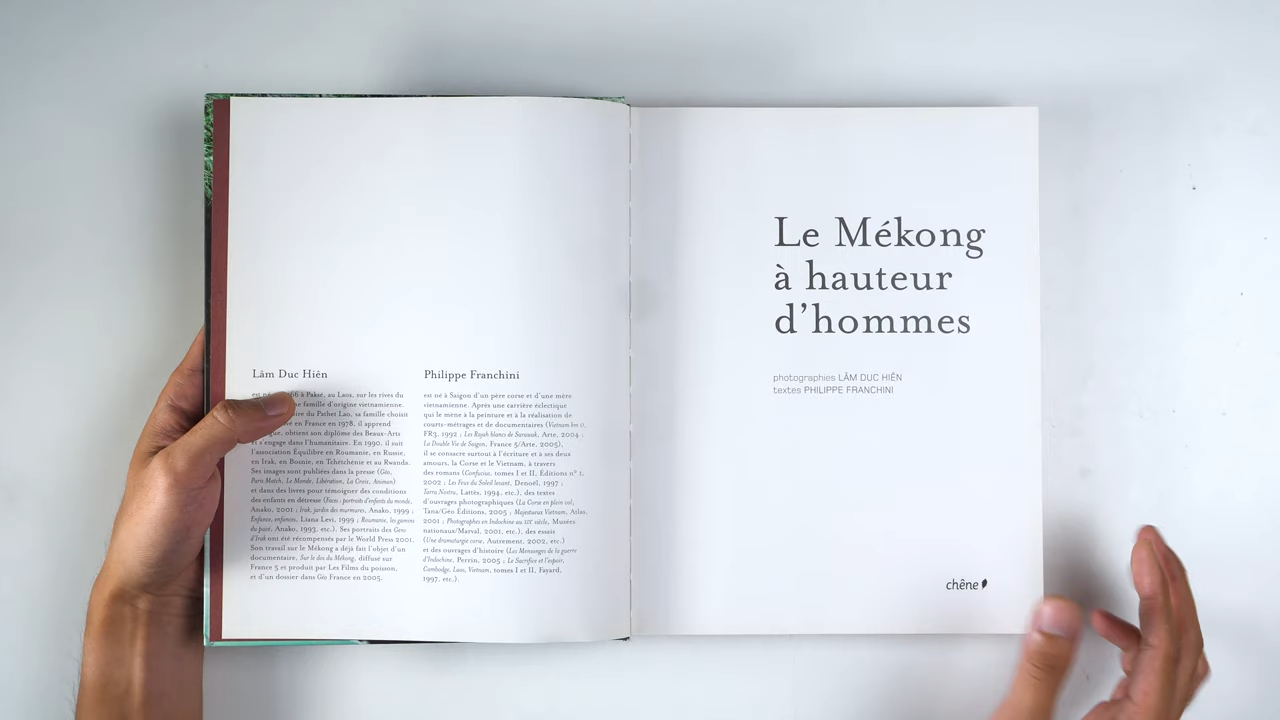 Lâm Duc Hiên
est né 66 à Paksé, au Laos, sur les rives du
une famille d'origine vietnamienne.
du Pathet Lao, sa famille choisit
en France en 1978, il apprend
obtient son diplôme des Beaux-Arts
et s'engage dans l'humanitaire. En 1990, il suit
l'association Équilibre en Roumanie, en Russie,
en Irak, en Bosnie, en Tchétchénie et au Rwanda.
Ses images sont publiées dans la presse (Géo,
Paris Match, Le Monde, Libération, La Croix, Animan)
et dans des livres pour témoigner des conditions
des enfants en détresse (Faces : portraits d'enfants du monde,
Anako, 2001 ; Irak, jardin des murmures, Anako, 1999 ;
Enfance, enfances, Liana Levi, 1999 ; Roumanie, les gamins
du puit, Anako, 1993, etc.). Ses portraits des Gens
d'Irak ont été récompensés par le World Press 2001.
Son travail sur le Mékong a déjà fait l'objet d'un
documentaire, Sur le dos du Mékong, diffusé sur
France 5 et produit par Les Films du poisson,
et d'un dossier dans Géo France en 2005.
Philippe Franchini
est né à Saïgon d'un père corse et d'une mère
vietnamienne. Après une carrière éclectique
qui le mène à la peinture et à la réalisation de
courts-métrages et de documentaires (Vietnam km 0,
FR3, 1992 ; Les Rajah blancs de Sarawak, Arte, 2004 ;
La Double Vie de Saïgon, France 5/Arte, 2005),
il se consacre surtout à l'écriture et à ses deux
amours, la Corse et le Vietnam, à travers
des romans (Confucius, tomes I et II, Éditions n° 1,
2002 ; Les Feux du Soleil levant, Denoël, 1997 ;
Tarra Nostra, Lattès, 1994, etc.), des textes
d'ouvrages photographiques (La Corse en plein vol,
Tana/Géo Éditions, 2005 ; Majestueux Vietnam, Atlas,
2001 ; Photographes en Indochine au XIXe siècle, Musées
nationaux/Marval, 2001, etc.), des essais
(Une dramaturgie corse, Autrement, 2002, etc.)
et des ouvrages d'histoire (Les Mensonges de la guerre
d'Indochine, Perrin, 2005 ; Le Sacrifice et l'espoir,
Cambodge, Laos, Vietnam, tomes I et II, Fayard,
1997, etc.).
Le Mékong
à hauteur
d'hommes
photographies LÂM DUC HIÊN
textes PHILIPPE FRANCHINI
chêne